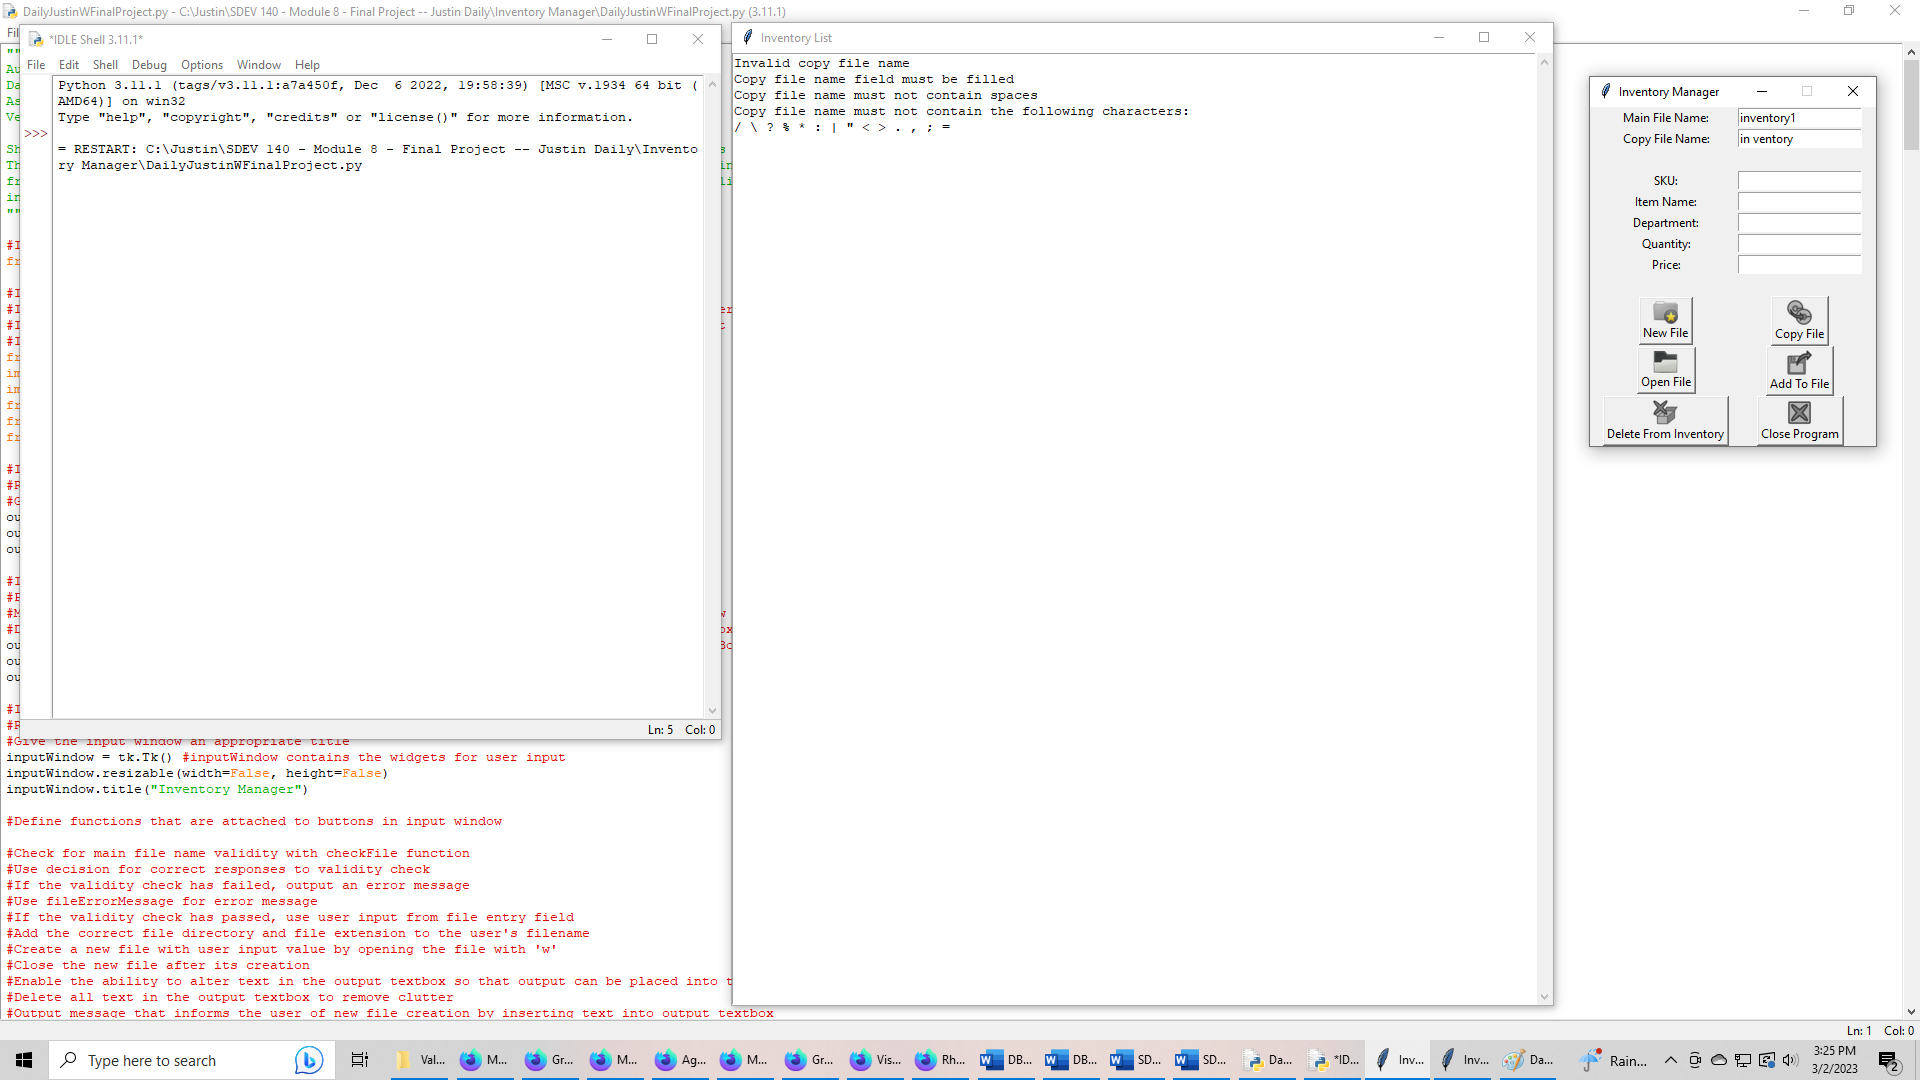 DailyJustinWFinalProject.py - C:\Justin\SDEV 140 - Module 8 - Final Project -- Justin Daily\Inventory Manager\DailyJustinWFinalProject.py (3.11.1)
*IDLE Shell 3.11.1*
File Edit Shell Debug Options Window Help
Python 3.11.1 (tags/v3.11.1:a7a450f, Dec  6 2022, 19:58:39) [MSC v.1934 64 bit (
AMD64)] on win32
Type "help", "copyright", "credits" or "license()" for more information.
>>>
= RESTART: C:\Justin\SDEV 140 - Module 8 - Final Project -- Justin Daily\Invento
ry Manager\DailyJustinWFinalProject.py
Ln: 5 Col: 0
#Give the input window an appropriate title
inputWindow = tk.Tk() #inputWindow contains the widgets for user input
inputWindow.resizable(width=False, height=False)
inputWindow.title("Inventory Manager")
#Define functions that are attached to buttons in input window
#Check for main file name validity with checkFile function
#Use decision for correct responses to validity check
#If the validity check has failed, output an error message
#Use fileErrorMessage for error message
#If the validity check has passed, use user input from file entry field
#Add the correct file directory and file extension to the user's filename
#Create a new file with user input value by opening the file with 'w'
#Close the new file after its creation
#Enable the ability to alter text in the output textbox so that output can be placed into t
#Delete all text in the output textbox to remove clutter
#Output message that informs the user of new file creation by inserting text into output textbox
Inventory List
Invalid copy file name
Copy file name field must be filled
Copy file name must not contain spaces
Copy file name must not contain the following characters:
/ \ ? % * : | " < > . , ; =
Inventory Manager
Main File Name: inventory1
Copy File Name: in ventory
SKU:
Item Name:
Department:
Quantity:
Price:
New File Copy File
Open File Add To File
Delete From Inventory Close Program
Ln: 1 Col: 0
Type here to search
Val... M... Gr... M... Ag... M... Gr... Vis... Rh... DB... DB... SD... SD... Da... *ID... Inv... Inv... Da... Rain...
3:25 PM
3/2/2023
2